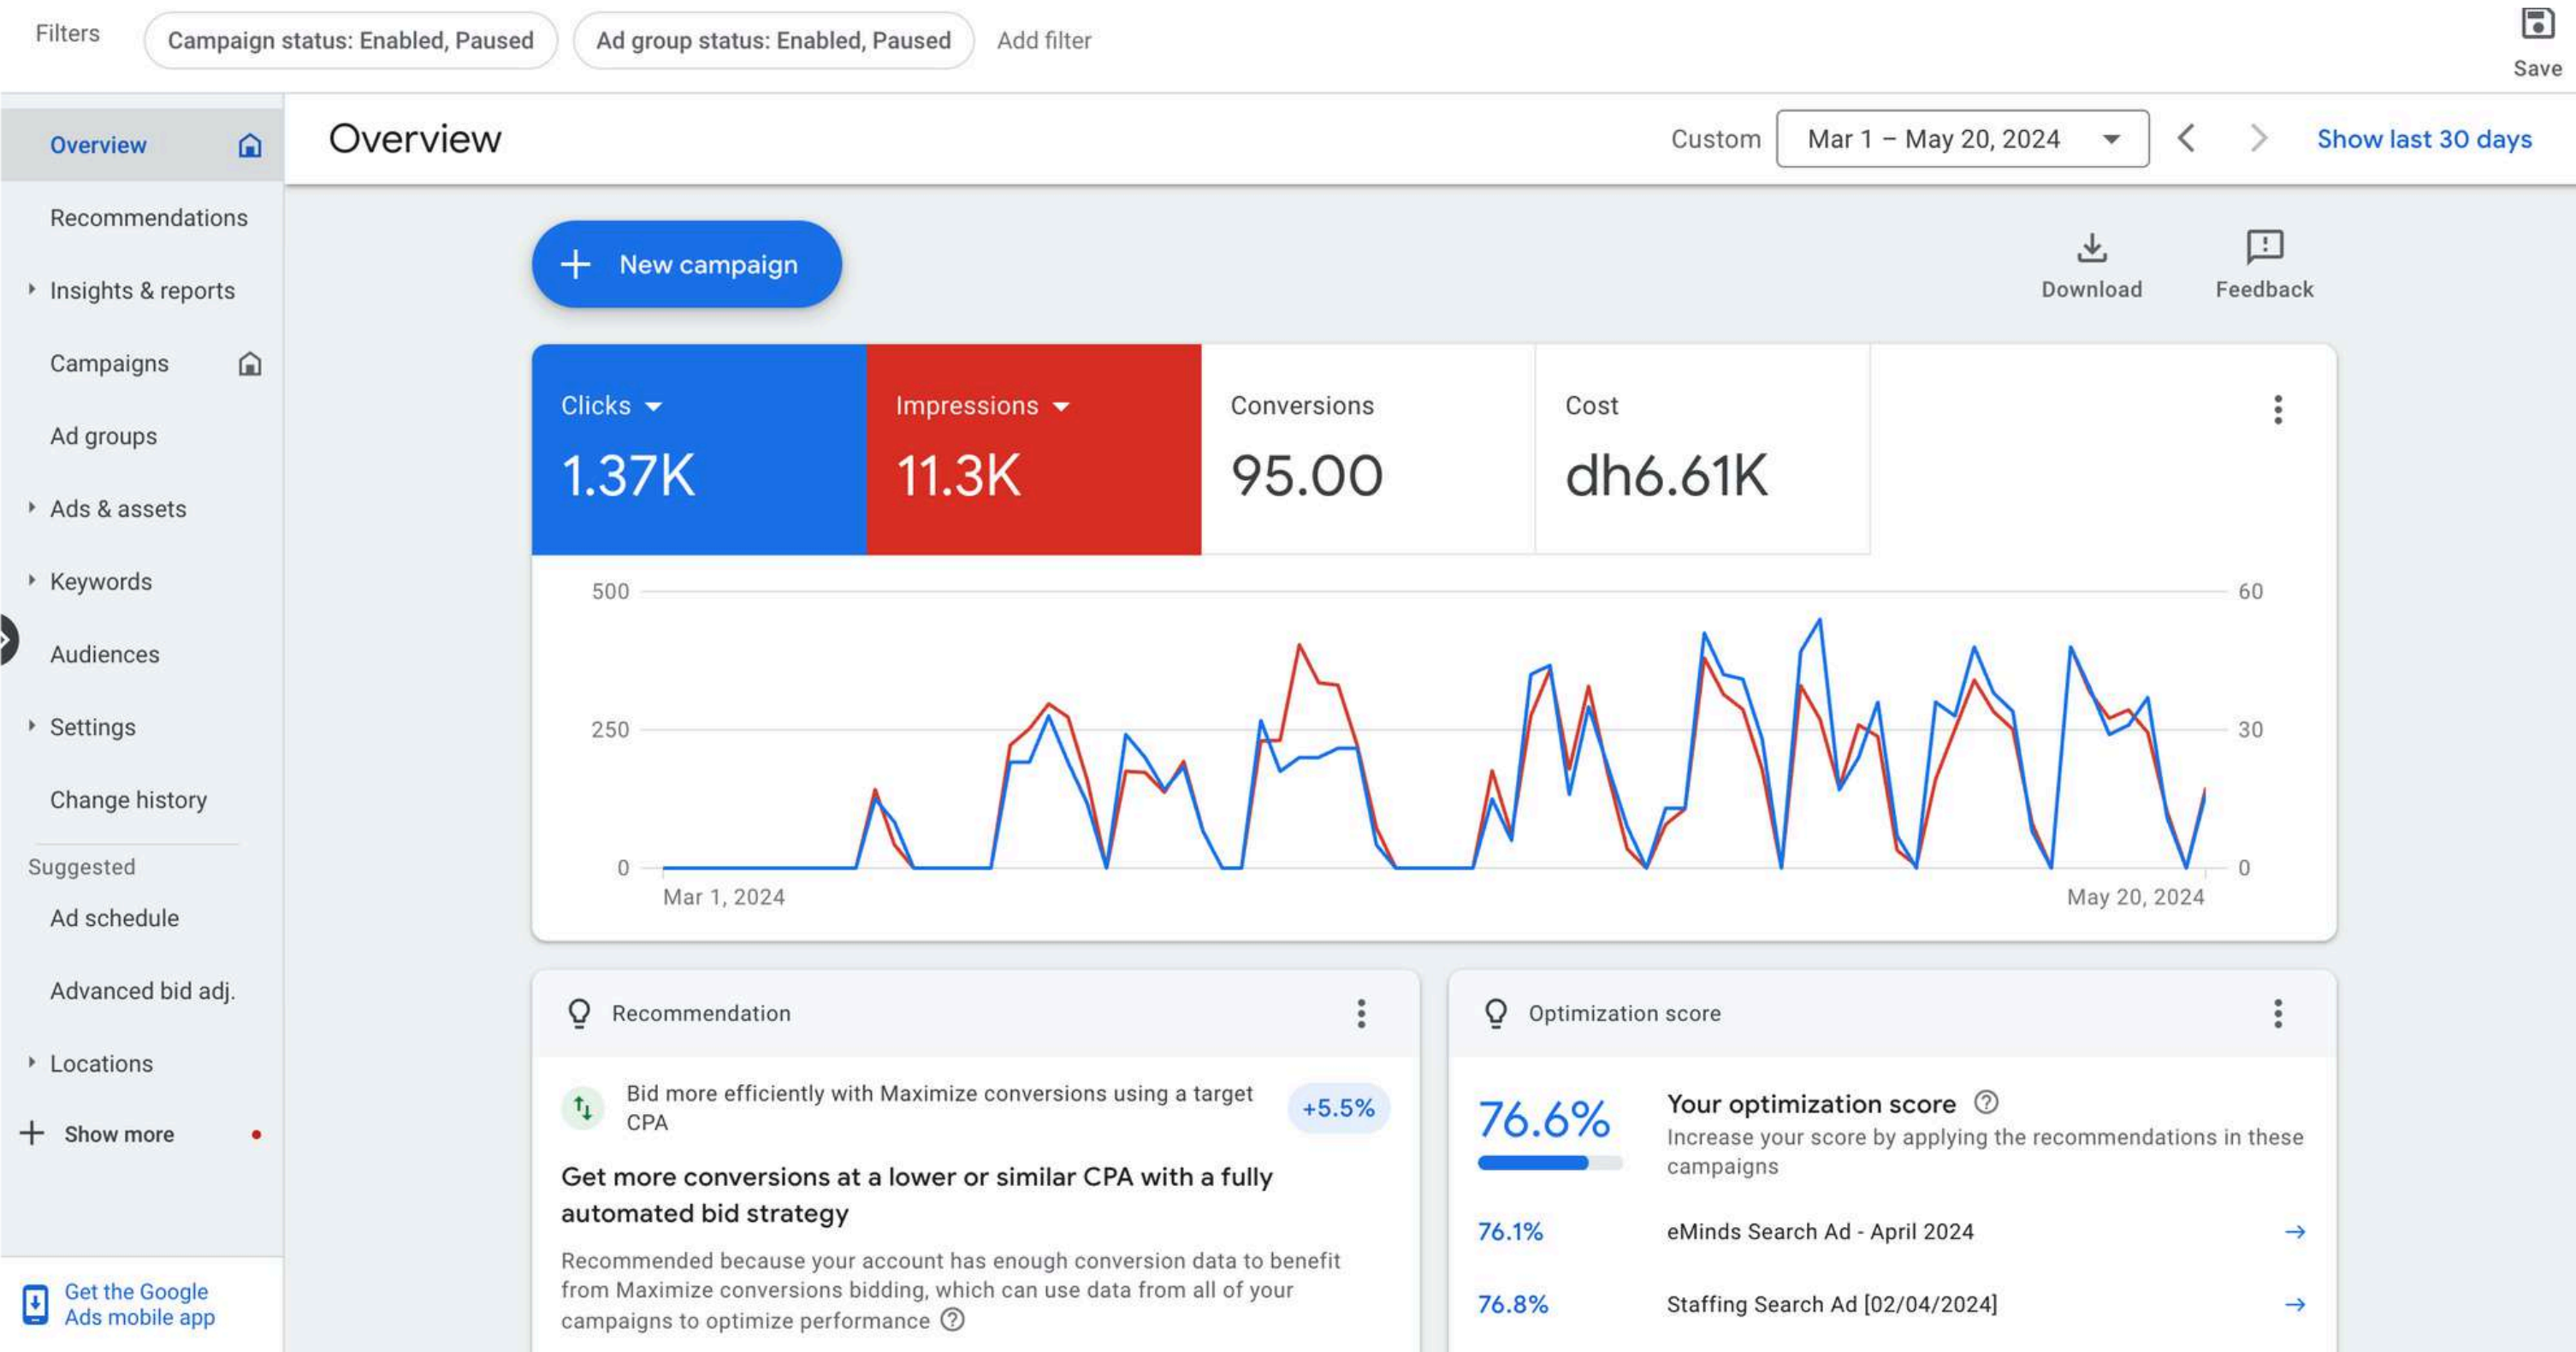 Filters
Campaign status: Enabled, Paused
Ad group status: Enabled, Paused
Add filter
Save
Overview
Recommendations
Insights & reports
Campaigns
Ad groups
Ads & assets
Keywords
Audiences
Settings
Change history
Suggested
Ad schedule
Advanced bid adj.
Locations
Show more
Get the Google
Ads mobile app
Overview
Custom
Mar 1 – May 20, 2024
Show last 30 days
New campaign
Download
Feedback
Clicks
1.37K
Impressions
11.3K
Conversions
95.00
Cost
dh6.61K
500
250
0
60
30
0
Mar 1, 2024
May 20, 2024
Recommendation
Bid more efficiently with Maximize conversions using a target
CPA
+5.5%
Get more conversions at a lower or similar CPA with a fully
automated bid strategy
Recommended because your account has enough conversion data to benefit
from Maximize conversions bidding, which can use data from all of your
campaigns to optimize performance
Optimization score
76.6%
Your optimization score
Increase your score by applying the recommendations in these
campaigns
76.1%
eMinds Search Ad - April 2024
76.8%
Staffing Search Ad [02/04/2024]